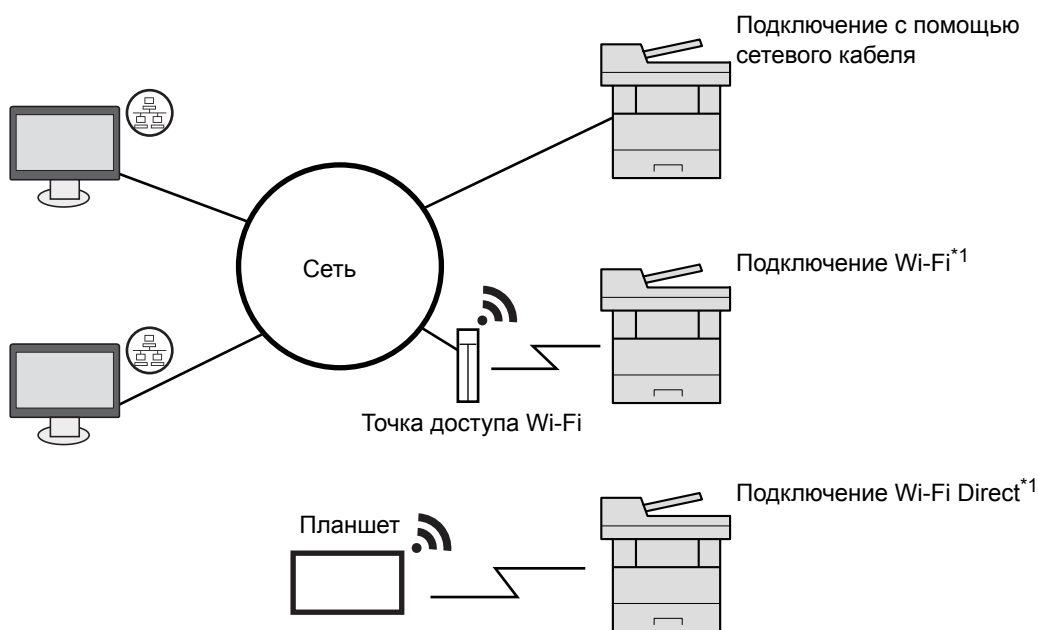 Подключение с помощью
сетевого кабеля
Сеть
Подключение Wi-Fi*1
Точка доступа Wi-Fi
Подключение Wi-Fi Direct*1
Планшет